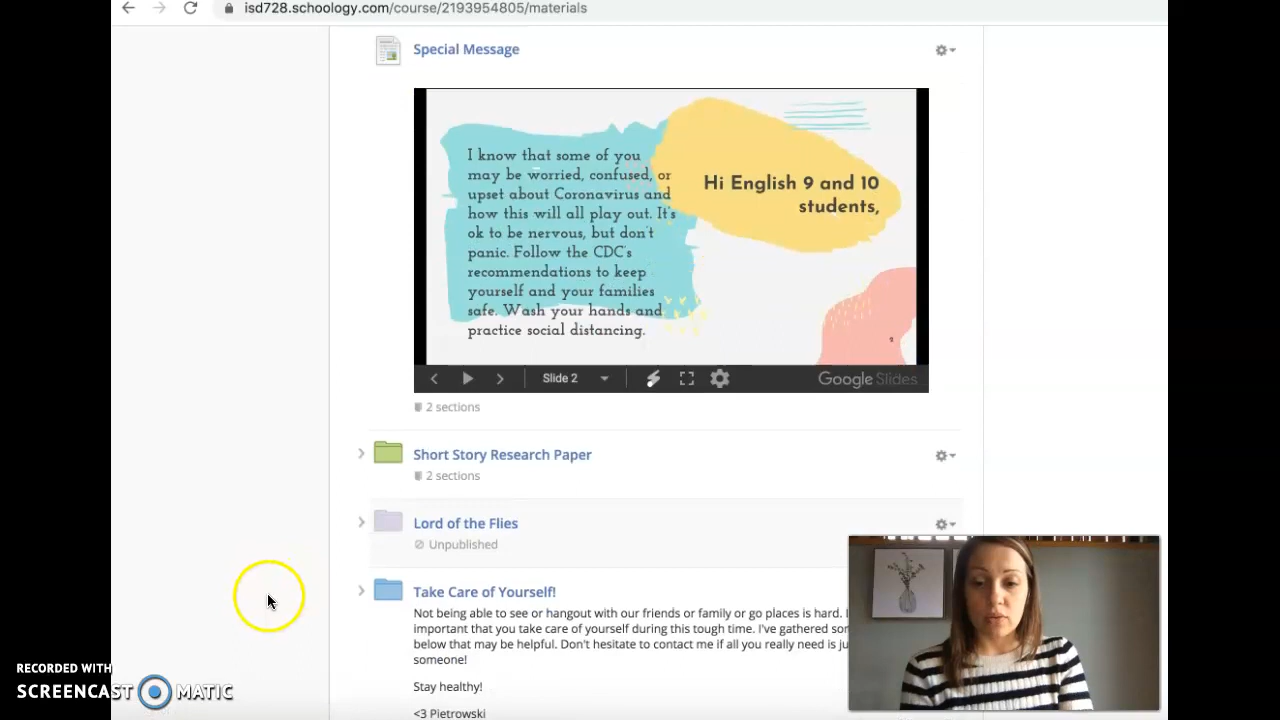 isd728.schoology.com/course/2193954805/materials
Special Message
I know that some of you
may be worried, confused, or
upset about Coronavirus and
how this will all play out. It's
ok to be nervous, but don't
panic. Follow the CDC's
recommendations to keep
yourself and your families
safe. Wash your hands and
practice social distancing.
Hi English 9 and 10
students,
Slide 2
Google Slides
2 sections
Short Story Research Paper
2 sections
Lord of the Flies
Unpublished
Take Care of Yourself!
Not being able to see or hangout with our friends or family or go places is hard.
important that you take care of yourself during this tough time. I've gathered
below that may be helpful. Don't hesitate to contact me if all you really need is
someone!
Stay healthy!
<3 Pietrowski
RECORDED WITH
SCREENCAST MATIC